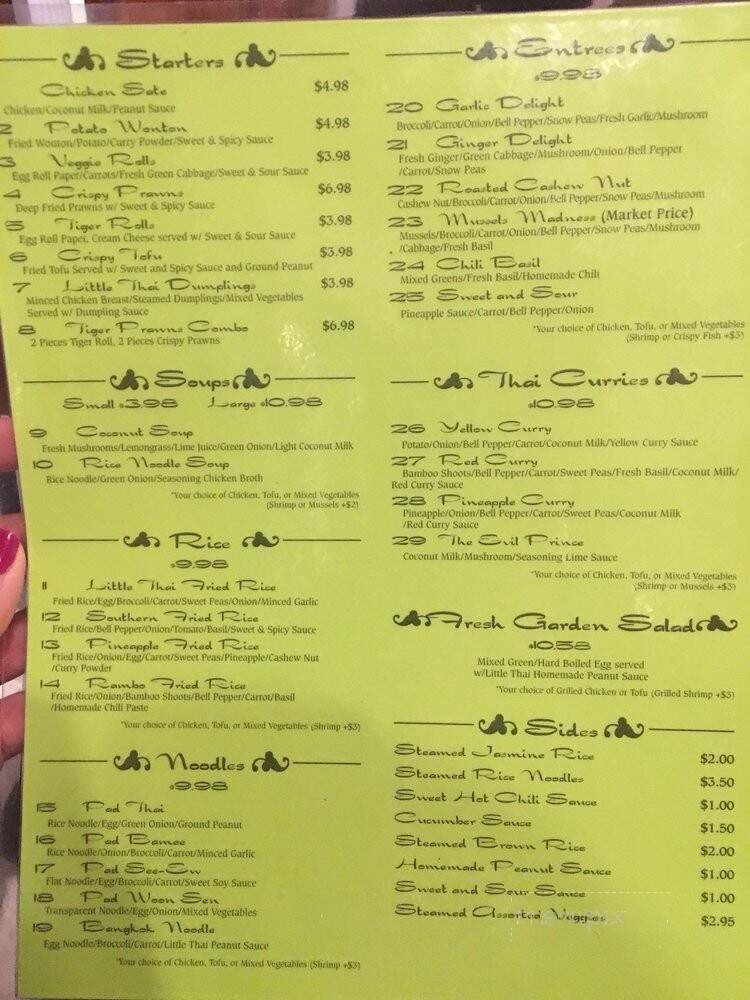 Starters
Chicken Sate $4.98
Chicken/Coconut Milk/Peanut Sauce
2 Potato Wonton $4.98
Fried Wonton/Potato/Curry Powder/Sweet & Spicy Sauce
3 Veggie Rolls $3.98
Egg Roll Paper/Carrots/Fresh Green Cabbage/Sweet & Sour Sauce
4 Crispy Prawns $6.98
Deep Fried Prawns w/ Sweet & Spicy Sauce
5 Tiger Rolls $3.98
Egg Roll Paper, Cream Cheese served w/ Sweet & Sour Sauce
6 Crispy Tofu $3.98
Fried Tofu Served w/ Sweet and Spicy Sauce and Ground Peanut
7 Little Thai Dumplings $3.98
Minced Chicken Breast/Steamed Dumplings/Mixed Vegetables
Served w/ Dumpling Sauce
8 Tiger Prawns Combo $6.98
2 Pieces Tiger Roll, 2 Pieces Crispy Prawns
Soups
Small $3.98 Large $10.98
9 Coconut Soup
Fresh Mushrooms/Lemongrass/Lime Juice/Green Onion/Light Coconut Milk
10 Rice Noodle Soup
Rice Noodle/Green Onion/Seasoning Chicken Broth
*Your choice of Chicken, Tofu, or Mixed Vegetables
(Shrimp or Mussels +$2)
Rice
$9.98
11 Little Thai Fried Rice
Fried Rice/Egg/Broccoli/Carrot/Sweet Peas/Onion/Minced Garlic
12 Southern Fried Rice
Fried Rice/Bell Pepper/Onion/Tomato/Basil/Sweet & Spicy Sauce
13 Pineapple Fried Rice
Fried Rice/Onion/Egg/Carrot/Sweet Peas/Pineapple/Cashew Nut
/Curry Powder
14 Rambo Fried Rice
Fried Rice/Onion/Bamboo Shoots/Bell Pepper/Carrot/Basil
/Homemade Chili Paste
*Your choice of Chicken, Tofu, or Mixed Vegetables (Shrimp +$3)
Noodles
$9.98
15 Pad Thai
Rice Noodle/Egg/Green Onion/Ground Peanut
16 Pad Bamee
Rice Noodle/Onion/Broccoli/Carrot/Minced Garlic
17 Pad See-Ew
Flat Noodle/Egg/Broccoli/Carrot/Sweet Soy Sauce
18 Pad Woon Sen
Transparent Noodle/Egg/Onion/Mixed Vegetables
19 Bangkok Noodle
Egg Noodle/Broccoli/Carrot/Little Thai Peanut Sauce
*Your choice of Chicken, Tofu, or Mixed Vegetables (Shrimp +$3)
Entrees
$9.98
20 Garlic Delight
Broccoli/Carrot/Onion/Bell Pepper/Snow Peas/Fresh Garlic/Mushroom
21 Ginger Delight
Fresh Ginger/Green Cabbage/Mushroom/Onion/Bell Pepper
/Carrot/Snow Peas
22 Roasted Cashew Nut
Cashew Nut/Broccoli/Carrot/Onion/Bell Pepper/Snow Peas/Mushroom
23 Mussels Madness (Market Price)
Mussels/Broccoli/Carrot/Onion/Bell Pepper/Snow Peas/Mushroom
/Cabbage/Fresh Basil
24 Chili Basil
Mixed Greens/Fresh Basil/Homemade Chili
25 Sweet and Sour
Pineapple Sauce/Carrot/Bell Pepper/Onion
*Your choice of Chicken, Tofu, or Mixed Vegetables
(Shrimp or Crispy Fish +$3)
Thai Curries
$10.98
26 Yellow Curry
Potato/Onion/Bell Pepper/Carrot/Coconut Milk/Yellow Curry Sauce
27 Red Curry
Bamboo Shoots/Bell Pepper/Carrot/Sweet Peas/Fresh Basil/Coconut Milk/
Red Curry Sauce
28 Pineapple Curry
Pineapple/Onion/Bell Pepper/Carrot/Sweet Peas/Coconut Milk
/Red Curry Sauce
29 The Evil Prince
Coconut Milk/Mushroom/Seasoning Lime Sauce
*Your choice of Chicken, Tofu, or Mixed Vegetables
(Shrimp or Mussels +$3)
Fresh Garden Salad
$10.58
Mixed Green/Hard Boiled Egg served
w/Little Thai Homemade Peanut Sauce
*Your choice of Grilled Chicken or Tofu (Grilled Shrimp +$3)
Sides
Steamed Jasmine Rice $2.00
Steamed Rice Noodles $3.50
Sweet Hot Chili Sauce $1.00
Cucumber Sauce $1.50
Steamed Brown Rice $2.00
Homemade Peanut Sauce $1.00
Sweet and Sour Sauce $1.00
Steamed Assorted Veggies $2.95